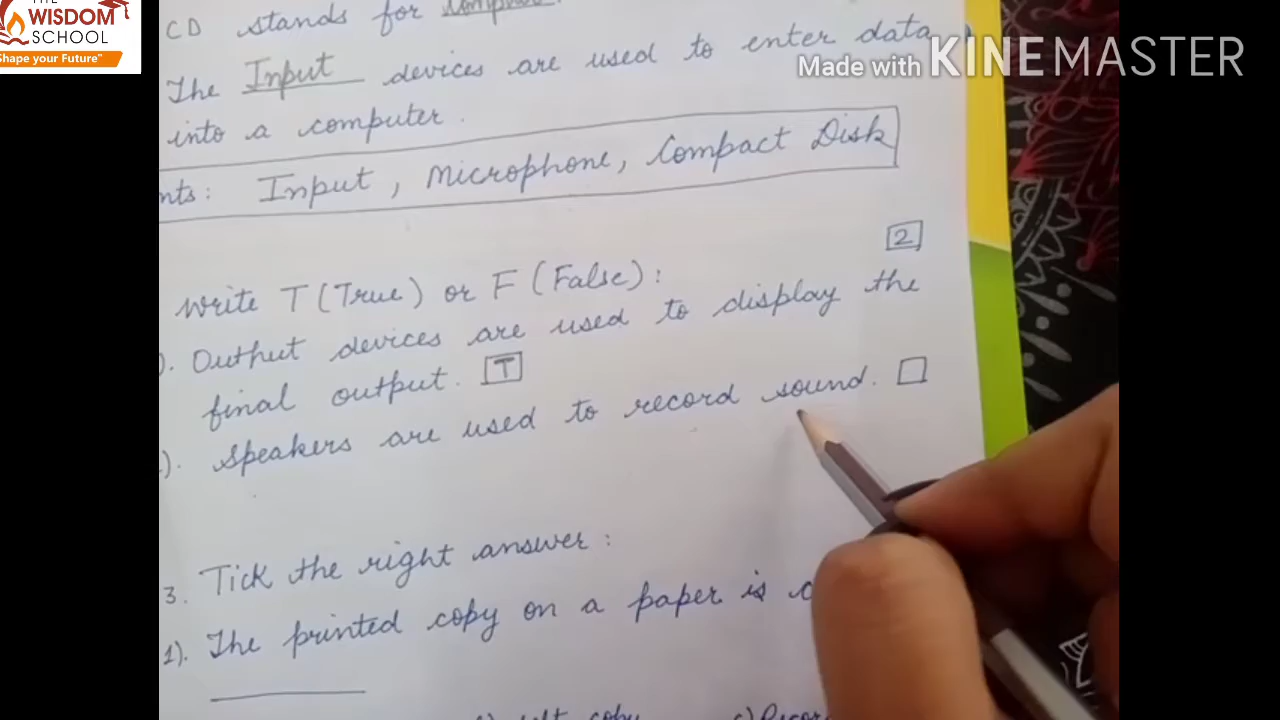 THE
WISDOM
SCHOOL
Shape your Future"
Made with KINEMASTER
CD stands for
The Input devices are used to enter data
into a computer.
nts: Input, Microphone, Compact Disk
2
Write T (True) or F (False):
). Output devices are used to display the
final output. T
). Speakers are used to record sound.
3. Tick the right answer:
1). The printed copy on a paper is
copy